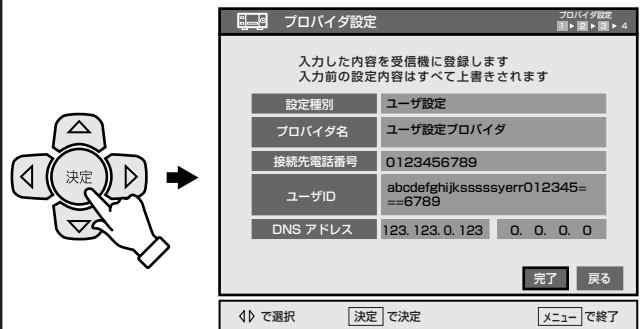 プロバイダ設定
プロバイダ設定
1 ▶ 2 ▶ 3 ▶ 4
入力した内容を受信機に登録します
入力前の設定内容はすべて上書きされます
設定種別 ユーザ設定
プロバイダ名 ユーザ設定プロバイダ
接続先電話番号 0123456789
ユーザID abcdefghijksssssyerr012345=
==6789
DNS アドレス 123. 123. 0. 123 0. 0. 0. 0
決定
完了 戻る
で選択 決定 で決定 メニュー で終了